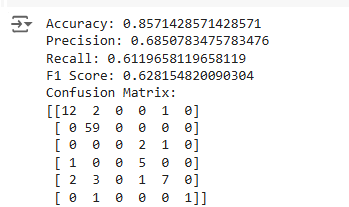 Accuracy: 0.8571428571428571
Precision: 0.6850783475783476
Recall: 0.6119658119658119
F1 Score: 0.628154820090304
Confusion Matrix:
[[12  2  0  0  1  0]
 [ 0 59  0  0  0  0]
 [ 0  0  0  2  1  0]
 [ 1  0  0  5  0  0]
 [ 2  3  0  1  7  0]
 [ 0  1  0  0  0  1]]